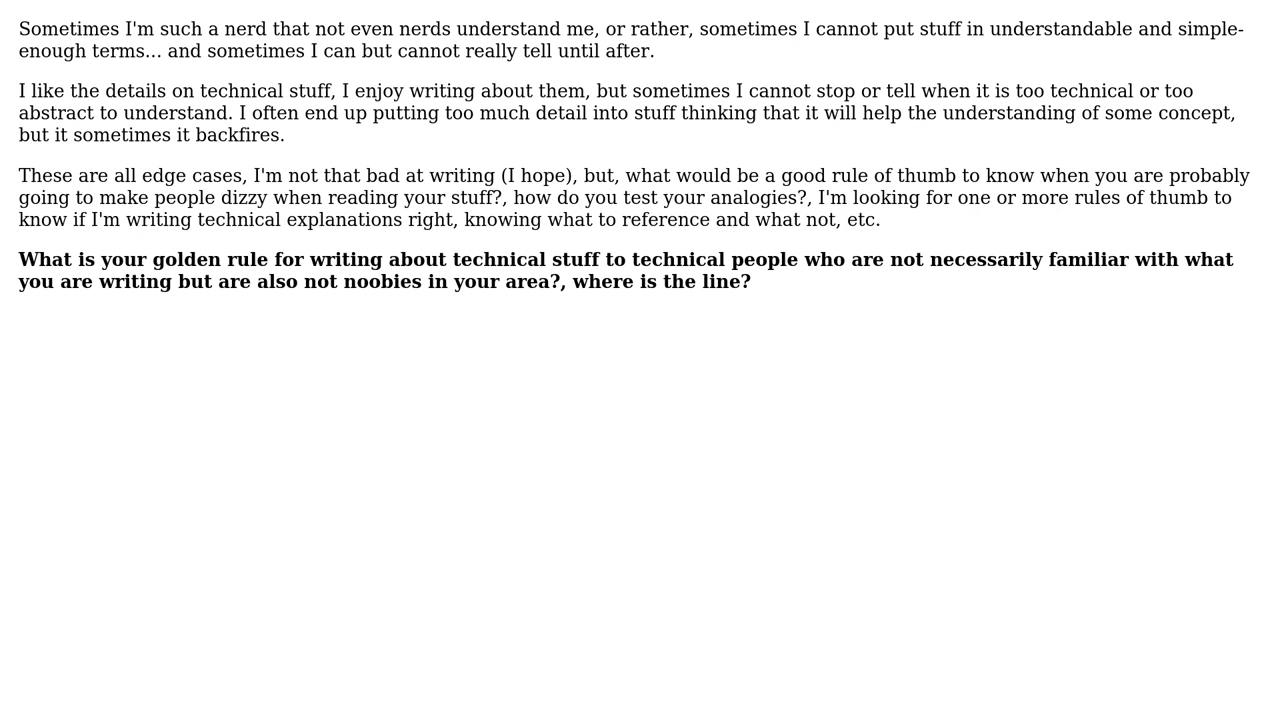 Sometimes I'm such a nerd that not even nerds understand me, or rather, sometimes I cannot put stuff in understandable and simple-
enough terms... and sometimes I can but cannot really tell until after.
I like the details on technical stuff, I enjoy writing about them, but sometimes I cannot stop or tell when it is too technical or too
abstract to understand. I often end up putting too much detail into stuff thinking that it will help the understanding of some concept,
but it sometimes it backfires.
These are all edge cases, I'm not that bad at writing (I hope), but, what would be a good rule of thumb to know when you are probably
going to make people dizzy when reading your stuff?, how do you test your analogies?, I'm looking for one or more rules of thumb to
know if I'm writing technical explanations right, knowing what to reference and what not, etc.
What is your golden rule for writing about technical stuff to technical people who are not necessarily familiar with what
you are writing but are also not noobies in your area?, where is the line?